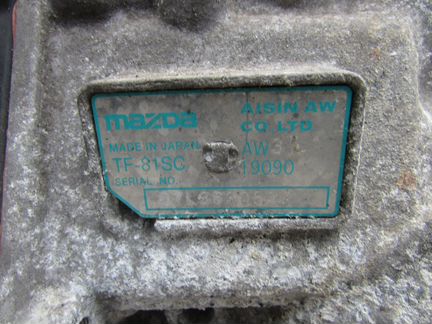 mazda AISIN AW
CO LTD
MADE IN JAPAN AW
TF-81SC 19090
SERIAL NO.